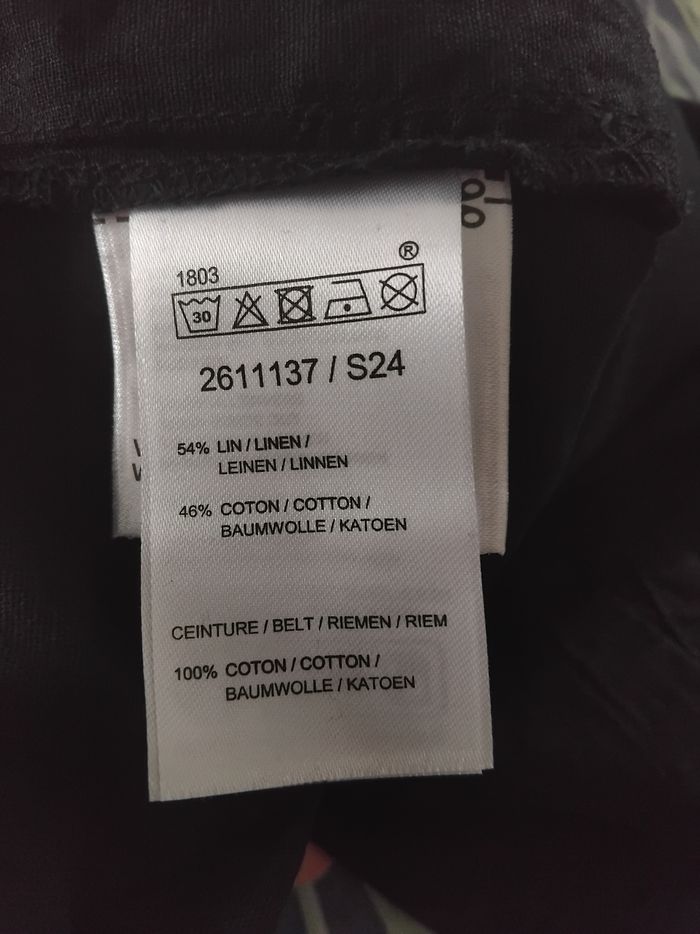 ®
1803
30
2611137 / S24
54% LIN / LINEN /
LEINEN / LINNEN
46% COTON / COTTON /
BAUMWOLLE / KATOEN
CEINTURE / BELT / RIEMEN / RIEM
100% COTON / COTTON /
BAUMWOLLE / KATOEN